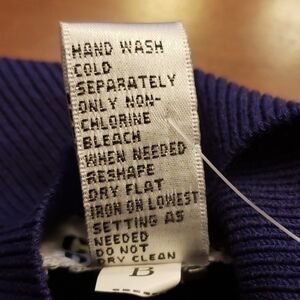 HAND WASH
COLD
SEPARATELY
ONLY NON-
CHLORINE
BLEACH
WHEN NEEDED
RESHAPE
DRY FLAT
IRON ON LOWEST
SETTING AS
NEEDED
DO NOT
DRY CLEAN